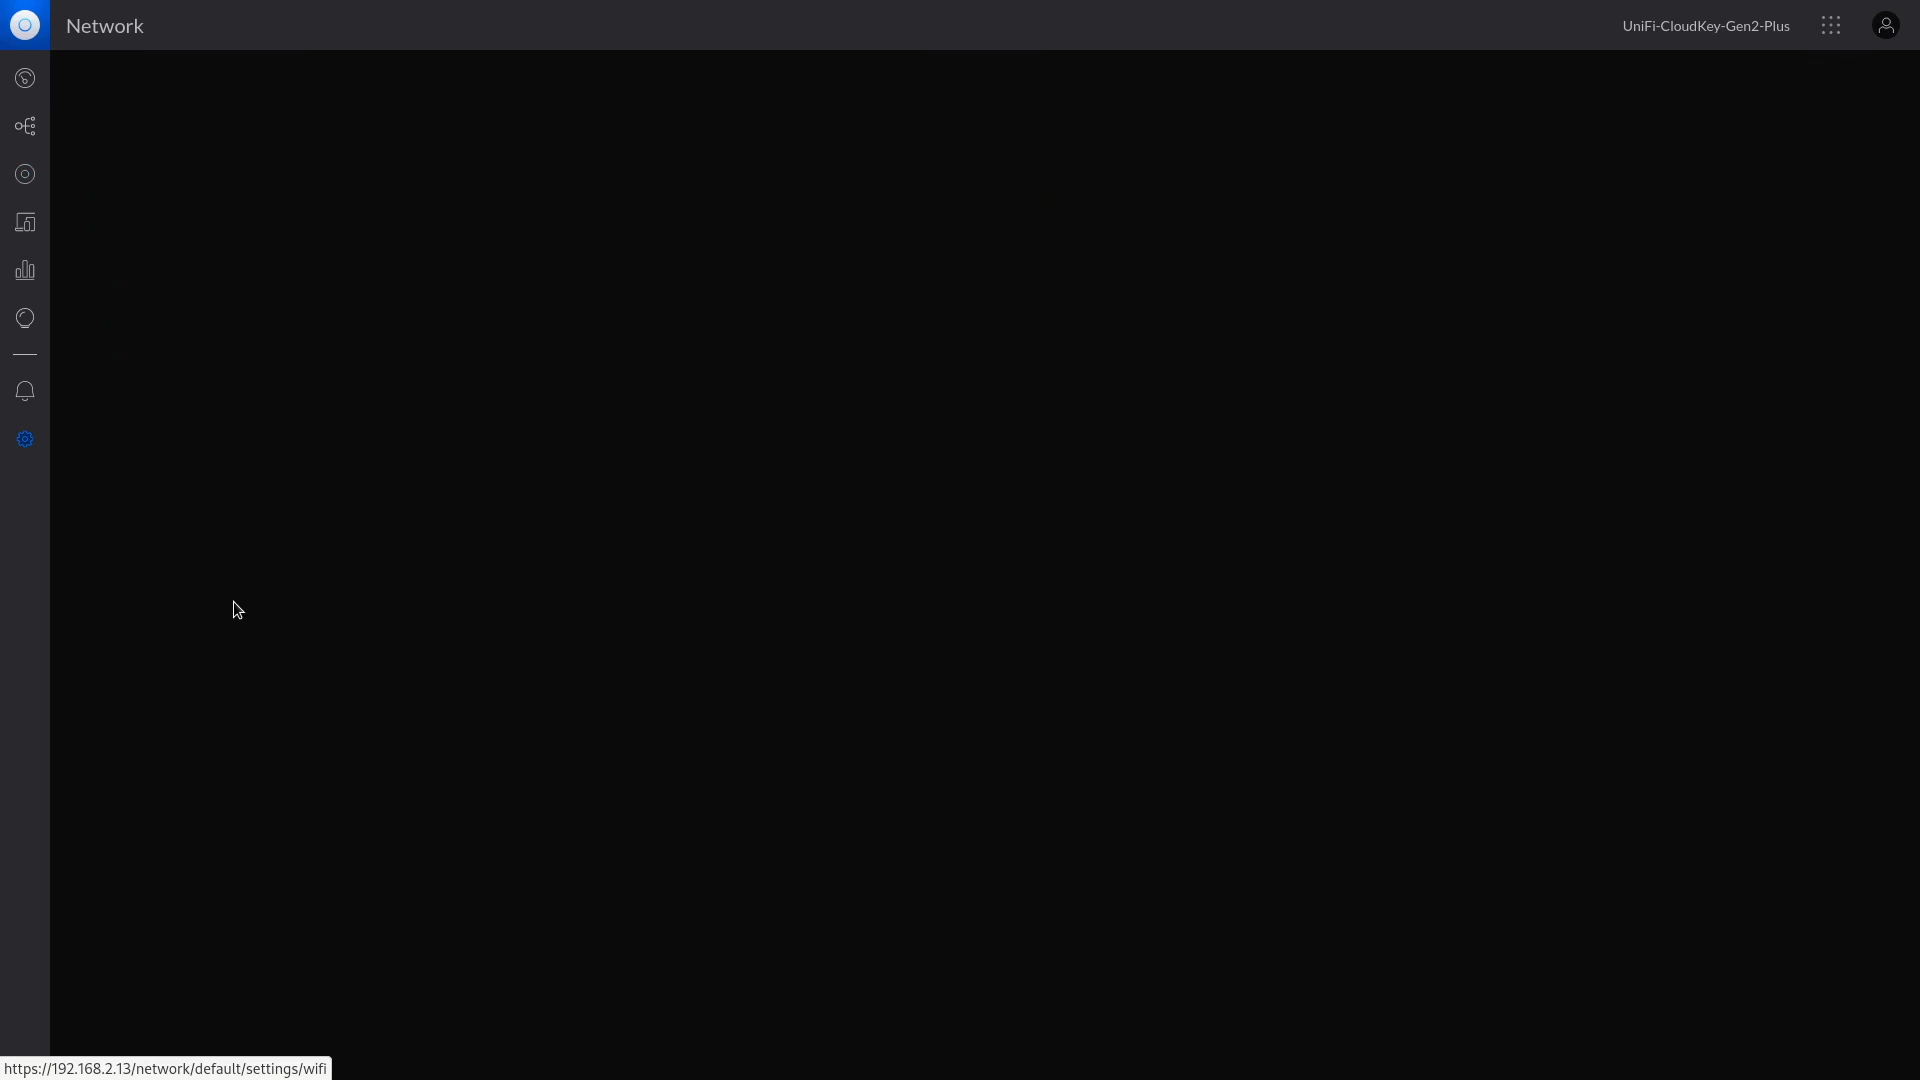 Network
UniFi-CloudKey-Gen2-Plus
https://192.168.2.13/network/default/settings/wifi